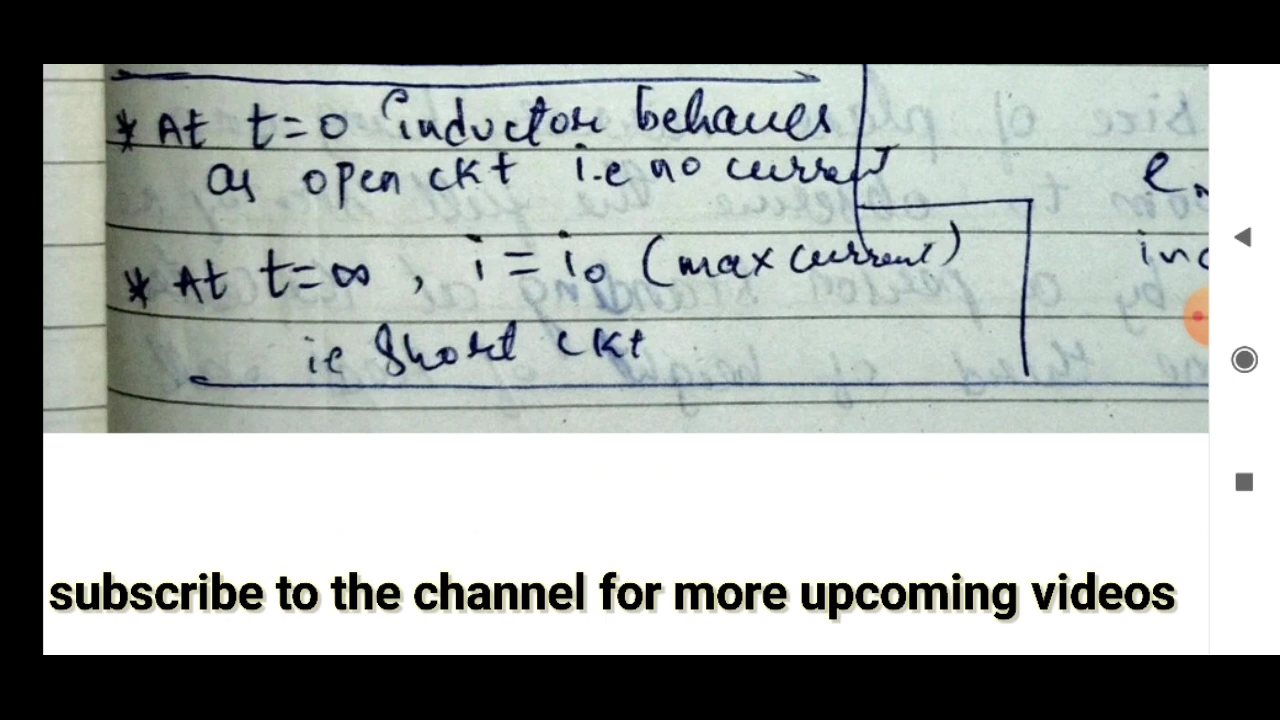 * At t=0 inductor behaves
as open ckt i.e no current
* At t=∞, i = i₀ (max current)
ie Short ckt
subscribe to the channel for more upcoming videos